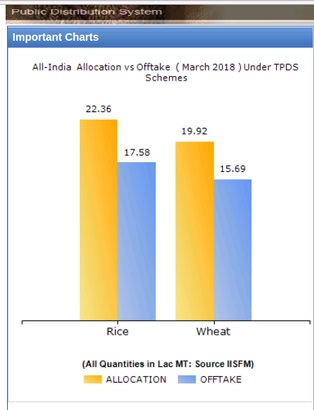 Public Distribution System
Important Charts
All-India Allocation vs Offtake ( March 2018 ) Under TPDS
Schemes
22.36
17.58
19.92
15.69
Rice Wheat
(All Quantities in Lac MT: Source IISFM)
ALLOCATION OFFTAKE